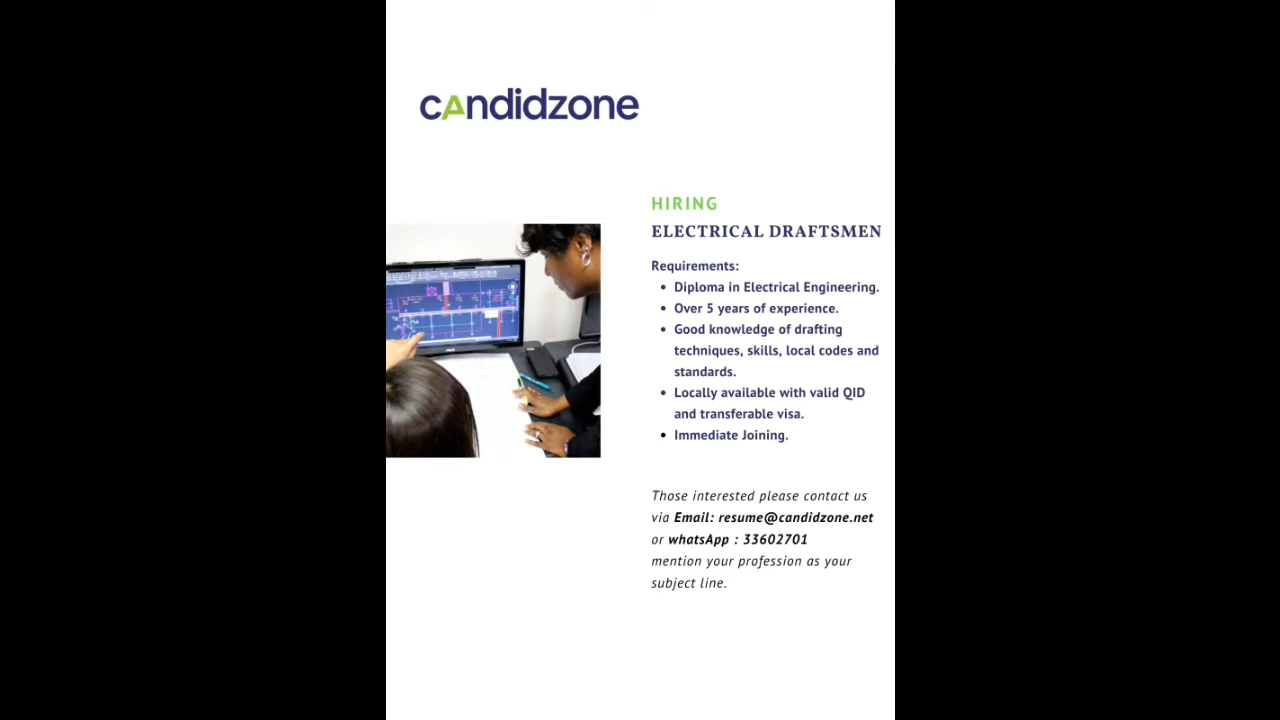 cAndidzone
HIRING
ELECTRICAL DRAFTSMEN
Requirements:
• Diploma in Electrical Engineering.
• Over 5 years of experience.
• Good knowledge of drafting
techniques, skills, local codes and
standards.
• Locally available with valid QID
and transferable visa.
• Immediate Joining.
Those interested please contact us
via Email: resume@candidzone.net
or whatsApp : 33602701
mention your profession as your
subject line.